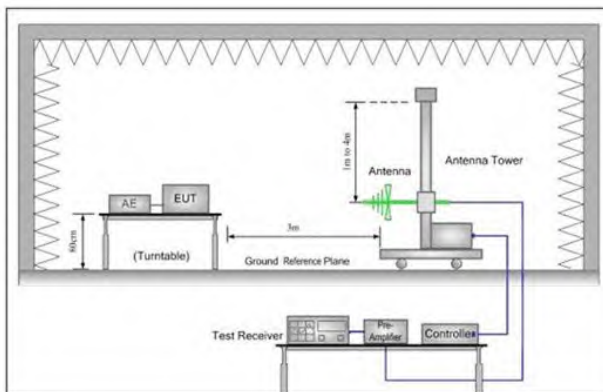 1m to 4m
Antenna
Antenna Tower
AE
EUT
80cm
(Turntable)
3m
Ground Reference Plane
Test Receiver
Pre-
Amplifier
Controller